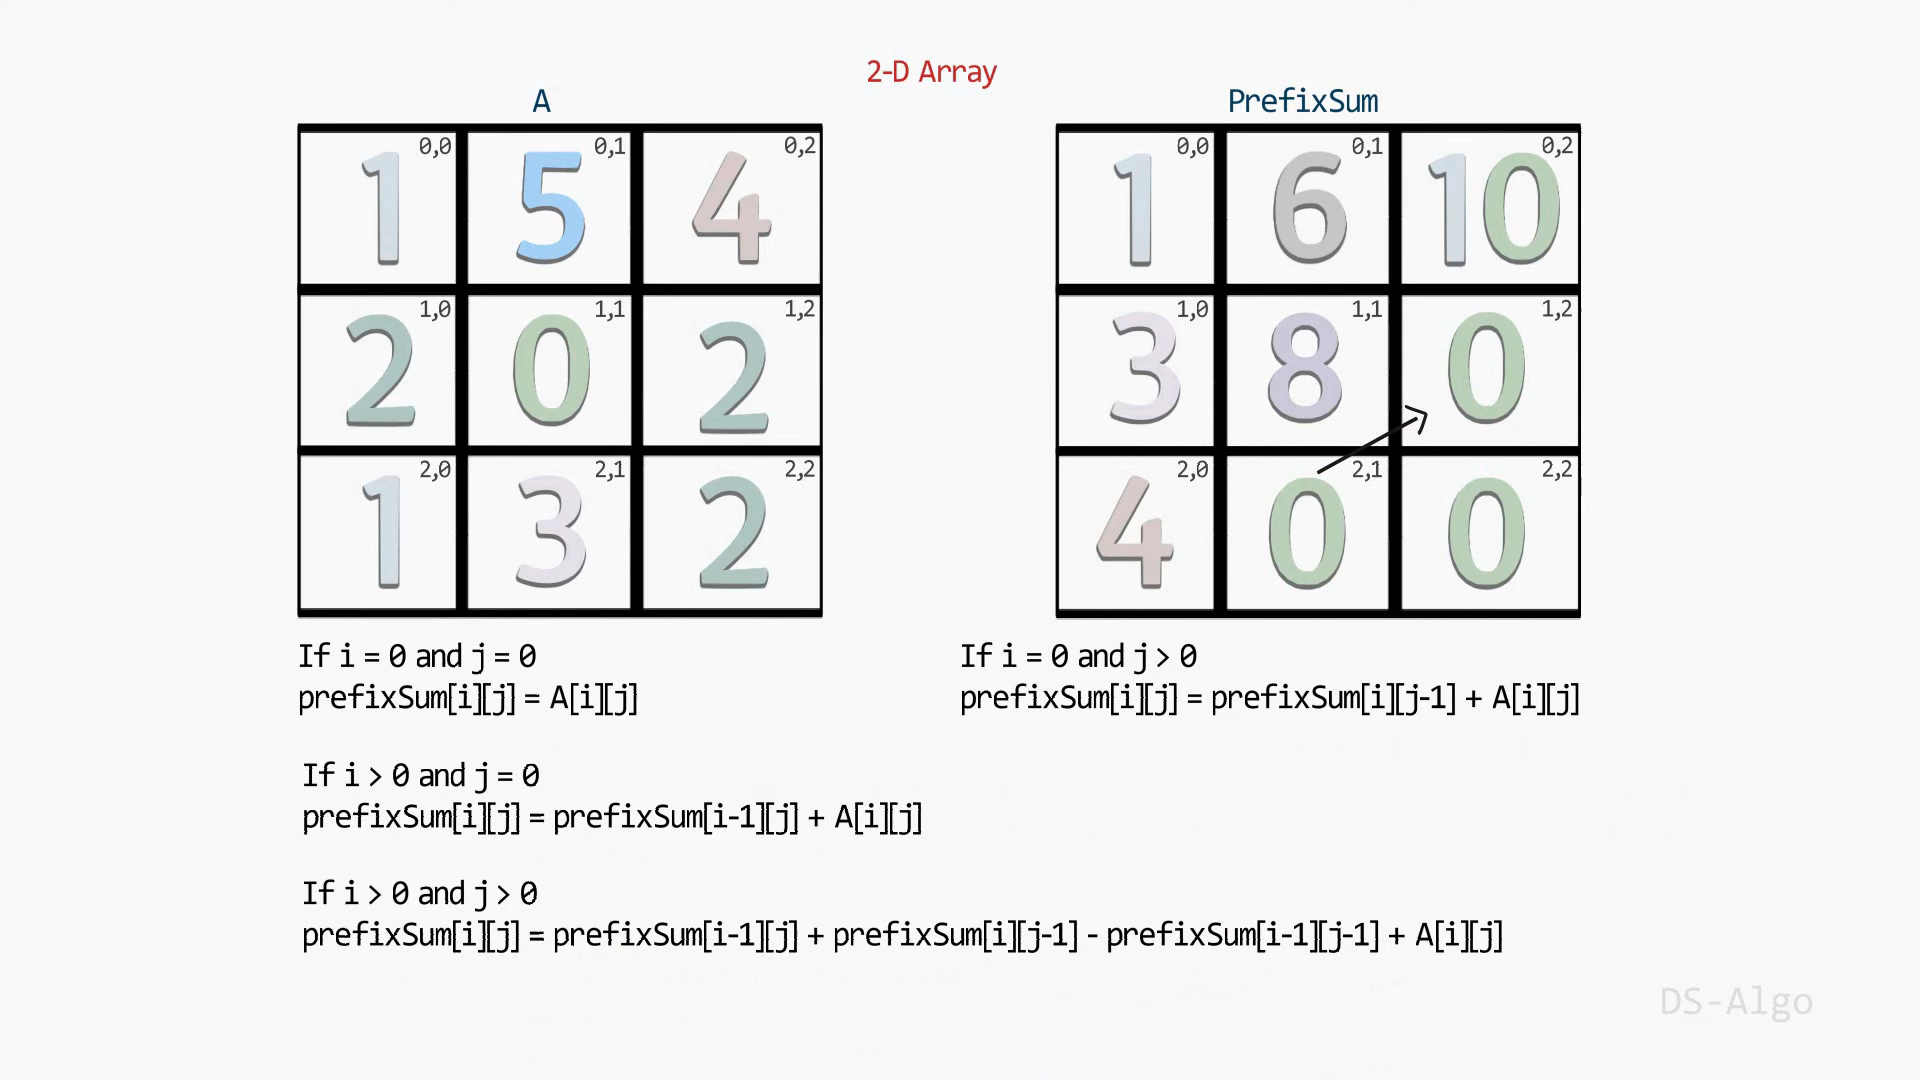 2-D Array
A
PrefixSum
0,0 0,1 0,2
1 5 4
1,0 1,1 1,2
2 0 2
2,0 2,1 2,2
1 3 2
0,0 0,1 0,2
1 6 10
1,0 1,1 1,2
3 8 0
2,0 2,1 2,2
4 0 0
If i = 0 and j = 0
prefixSum[i][j] = A[i][j]
If i = 0 and j > 0
prefixSum[i][j] = prefixSum[i][j-1] + A[i][j]
If i > 0 and j = 0
prefixSum[i][j] = prefixSum[i-1][j] + A[i][j]
If i > 0 and j > 0
prefixSum[i][j] = prefixSum[i-1][j] + prefixSum[i][j-1] - prefixSum[i-1][j-1] + A[i][j]
DS-Algo